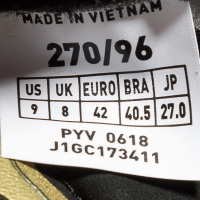 MADE IN VIETNAM
270/96
US UK EURO BRA JP
9 8 42 40.5 27.0
PYV 0618
J1GC173411